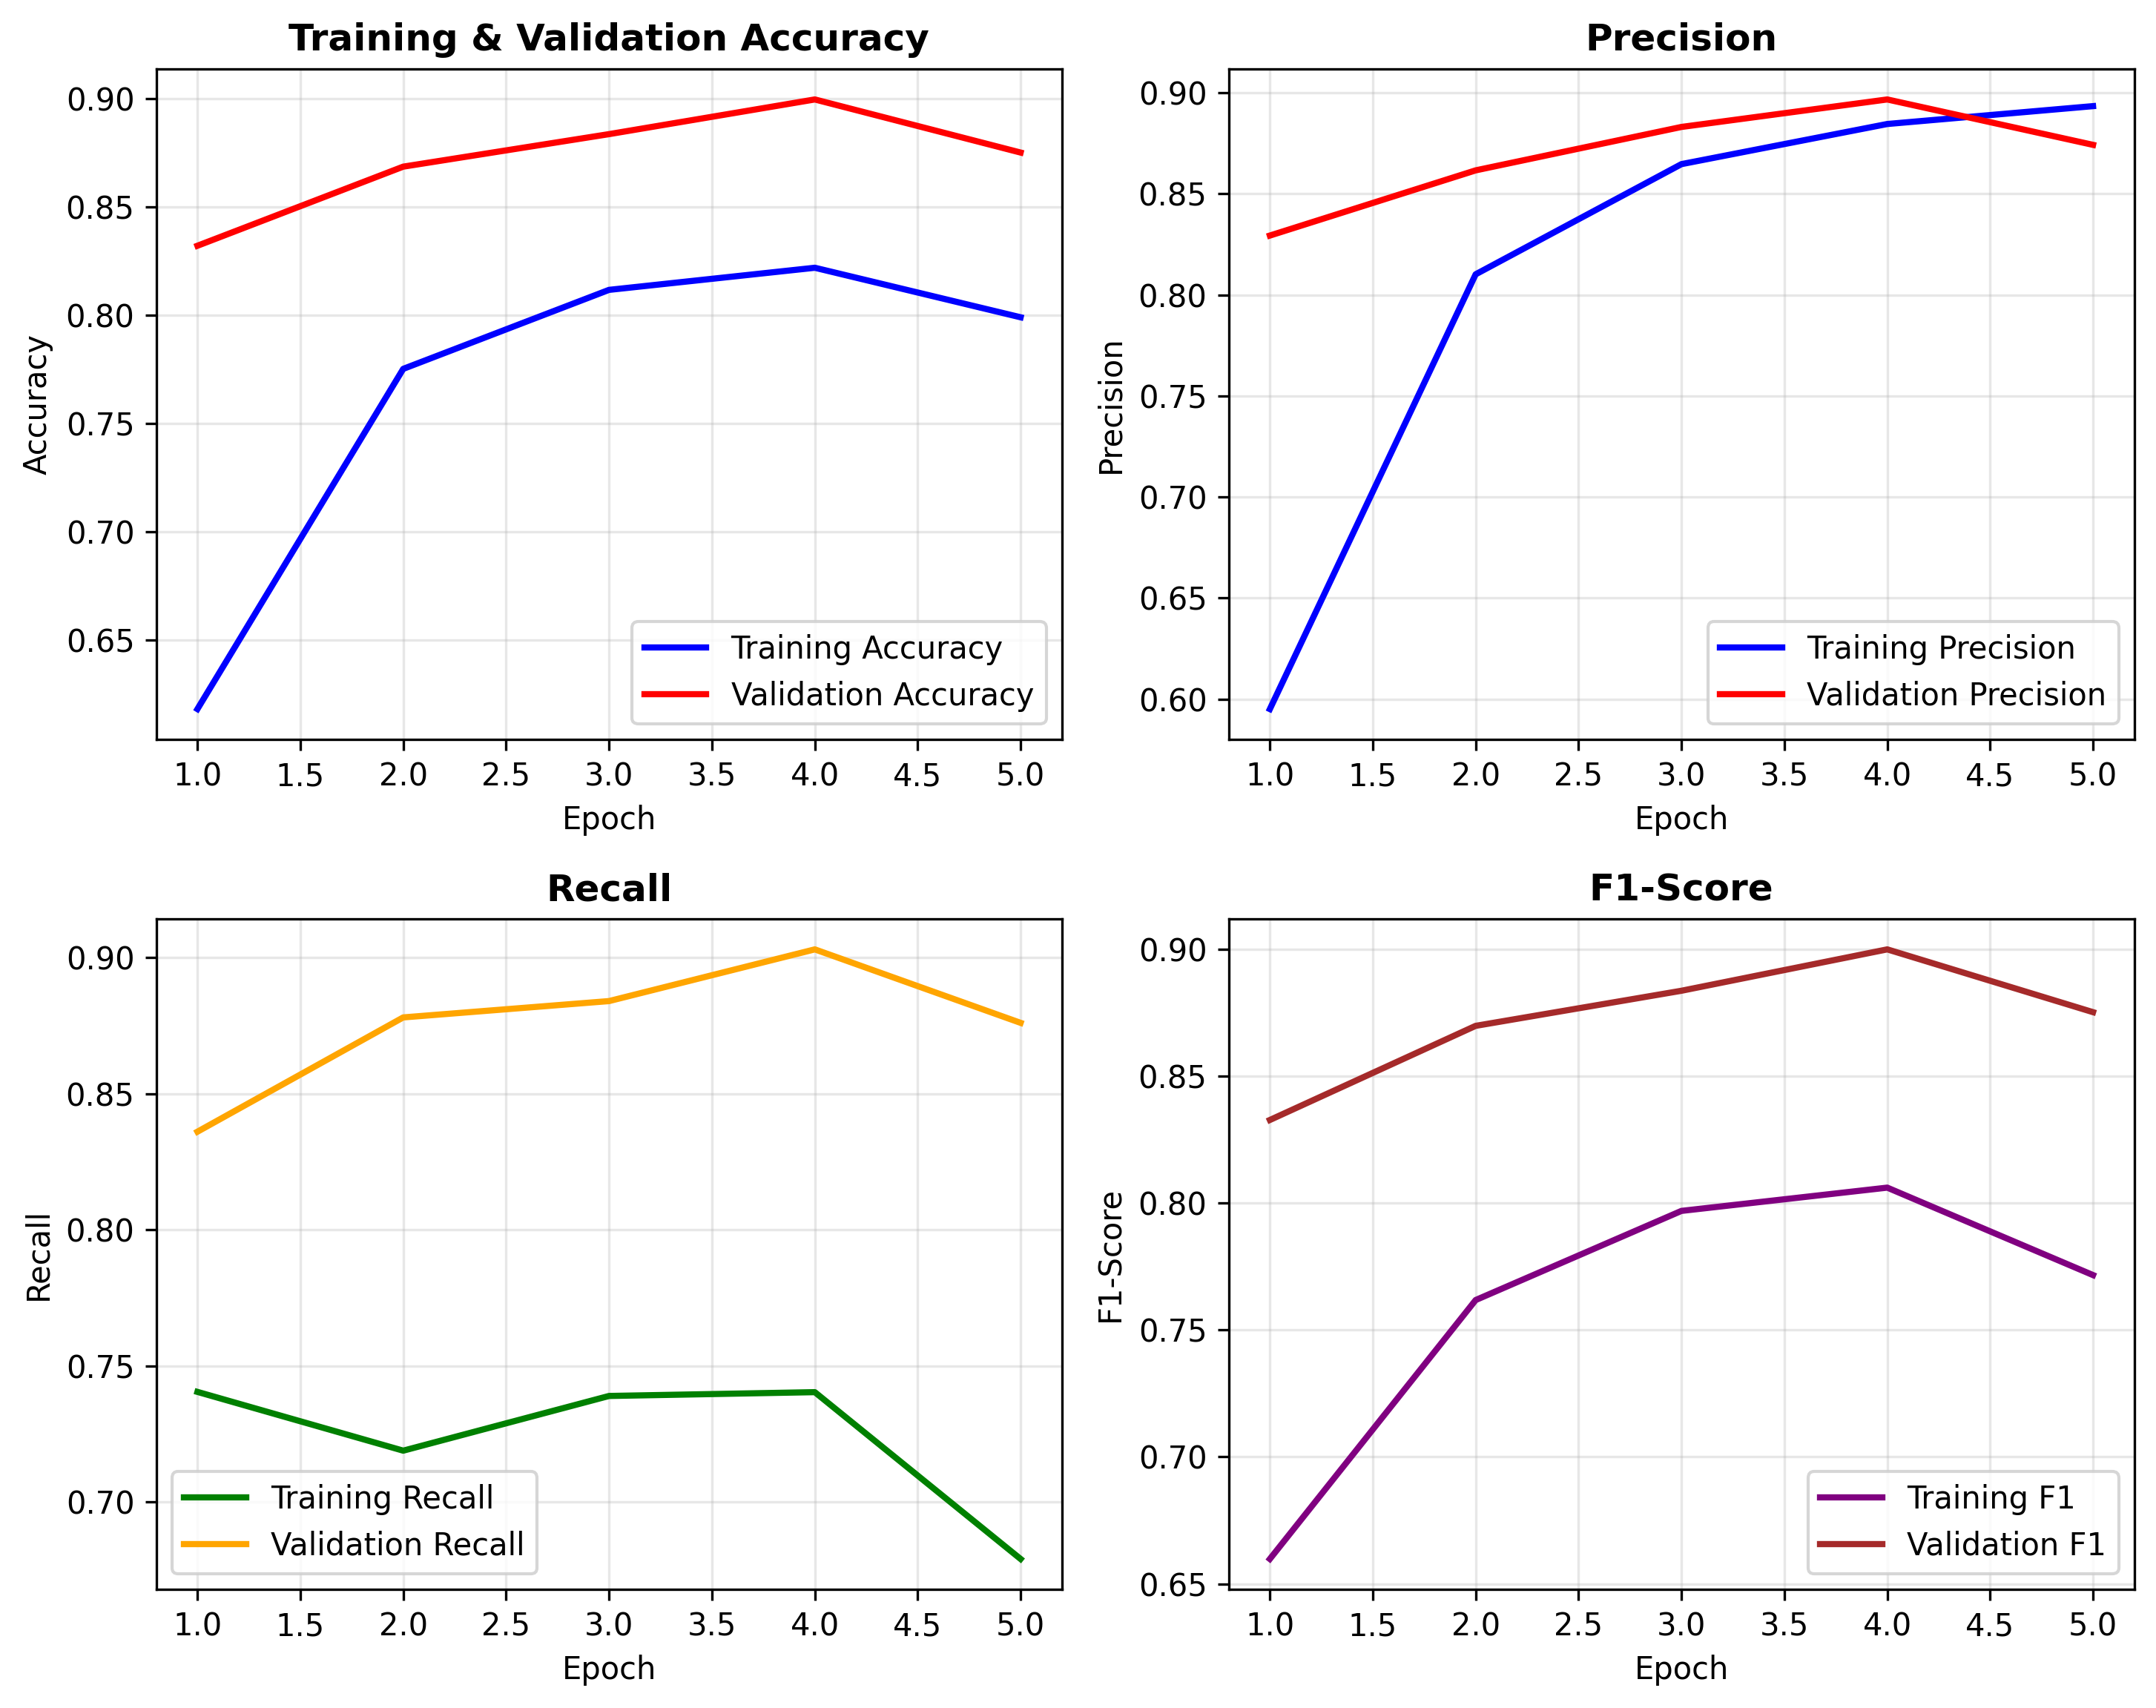 Training & Validation Accuracy
0.90
0.85
0.80
0.75
0.70
0.65
Accuracy
Training Accuracy
Validation Accuracy
1.0 1.5 2.0 2.5 3.0 3.5 4.0 4.5 5.0
Epoch
Precision
0.90
0.85
0.80
0.75
0.70
0.65
0.60
Precision
Training Precision
Validation Precision
1.0 1.5 2.0 2.5 3.0 3.5 4.0 4.5 5.0
Epoch
Recall
0.90
0.85
0.80
0.75
0.70
Recall
Training Recall
Validation Recall
1.0 1.5 2.0 2.5 3.0 3.5 4.0 4.5 5.0
Epoch
F1-Score
0.90
0.85
0.80
0.75
0.70
0.65
F1-Score
Training F1
Validation F1
1.0 1.5 2.0 2.5 3.0 3.5 4.0 4.5 5.0
Epoch